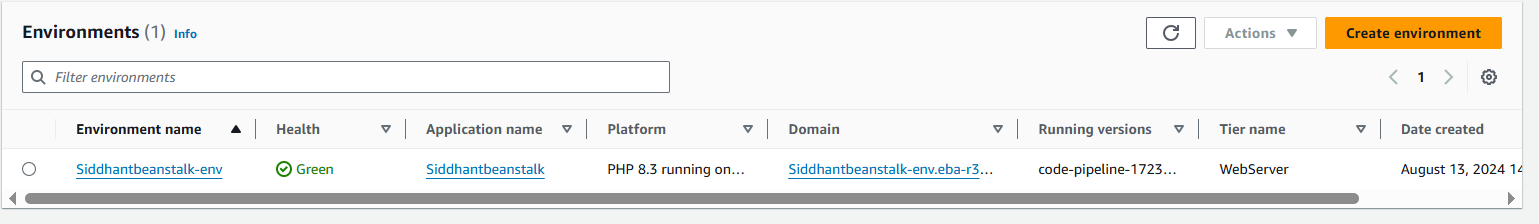 Environments (1) Info
Actions
Create environment
Filter environments
1
Environment name Health Application name Platform Domain Running versions Tier name Date created
Siddhantbeanstalk-env Green Siddhantbeanstalk PHP 8.3 running on... Siddhantbeanstalk-env.eba-r3... code-pipeline-1723... WebServer August 13, 2024 14